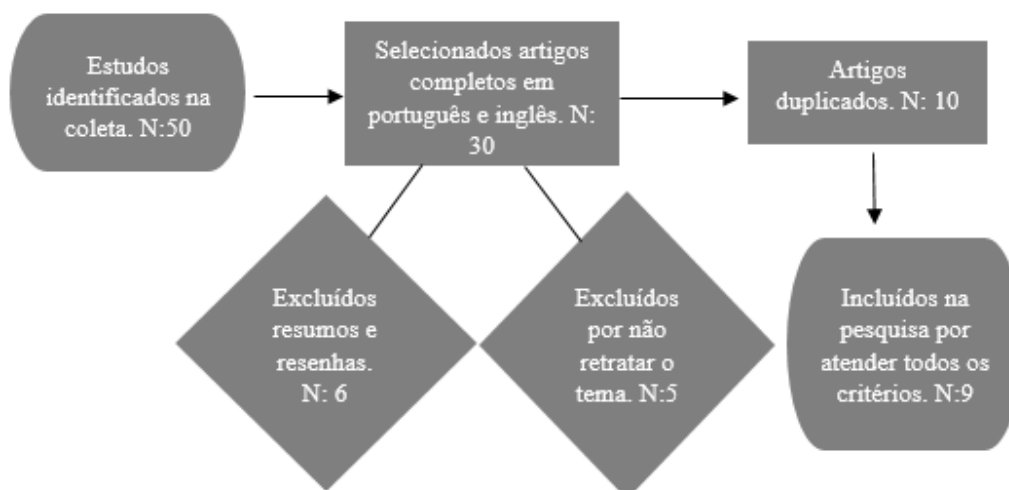 Estudos
identificados na
coleta. N:50
Selecionados artigos
completos em
português e inglês. N:
30
Artigos
duplicados. N: 10
Excluídos
resumos e
resenhas.
N: 6
Excluídos
por não
retratar o
tema. N:5
Incluídos na
pesquisa por
atender todos os
critérios. N:9